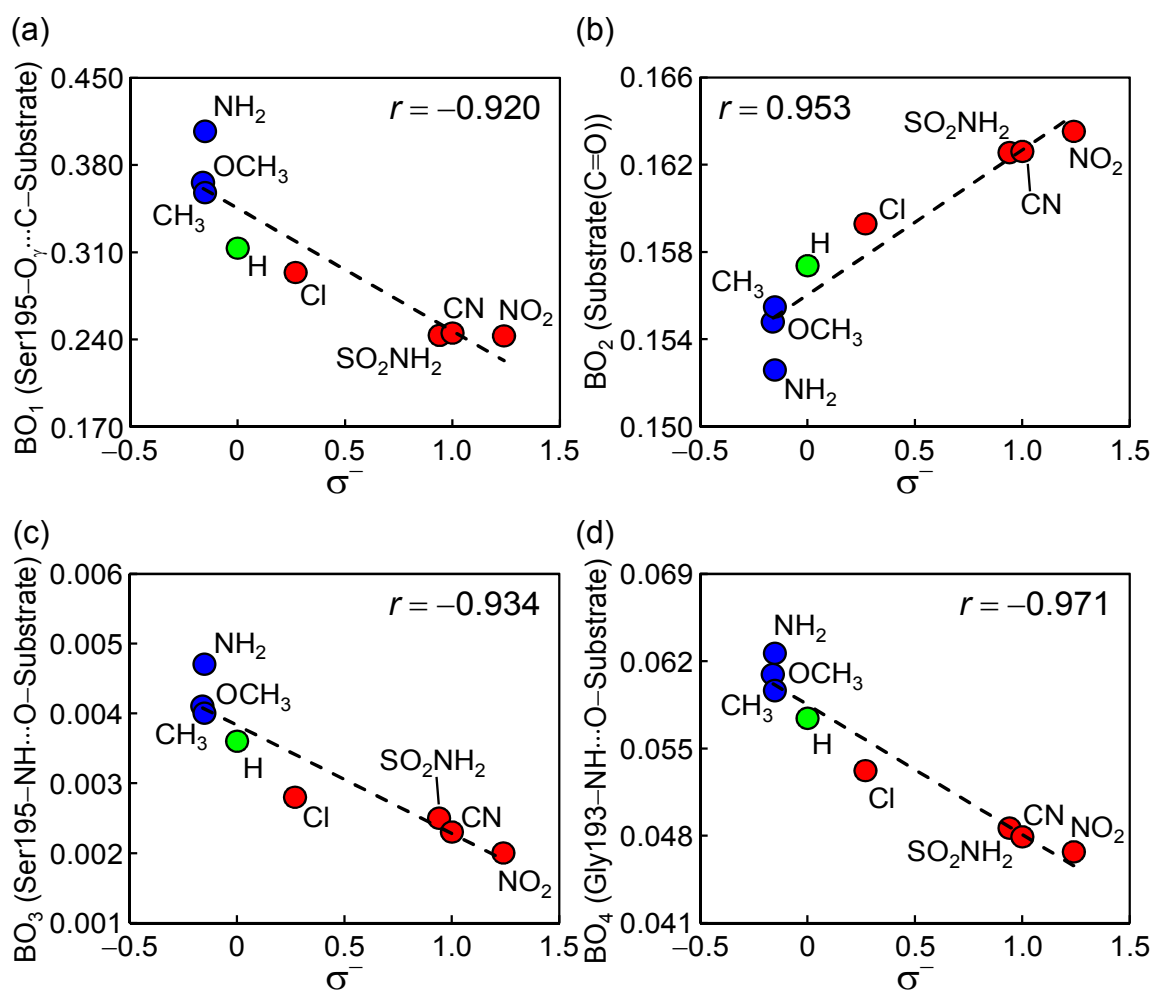 (a)
BO₁ (Ser195–Oᵧ···C–Substrate)
0.450
0.380
0.310
0.240
0.170
r = −0.920
NH₂
OCH₃
CH₃
H
Cl
SO₂NH₂
CN
NO₂
−0.5 0 0.5 1.0 1.5
σ⁻
(b)
BO₂ (Substrate(C=O))
0.166
0.162
0.158
0.154
0.150
r = 0.953
SO₂NH₂
NO₂
CN
Cl
H
CH₃
OCH₃
NH₂
−0.5 0 0.5 1.0 1.5
σ⁻
(c)
BO₃ (Ser195–NH···O–Substrate)
0.006
0.005
0.004
0.003
0.002
0.001
r = −0.934
NH₂
OCH₃
CH₃
H
Cl
SO₂NH₂
CN
NO₂
−0.5 0 0.5 1.0 1.5
σ⁻
(d)
BO₄ (Gly193–NH···O–Substrate)
0.069
0.062
0.055
0.048
0.041
r = −0.971
NH₂
OCH₃
CH₃
H
Cl
CN
NO₂
SO₂NH₂
−0.5 0 0.5 1.0 1.5
σ⁻